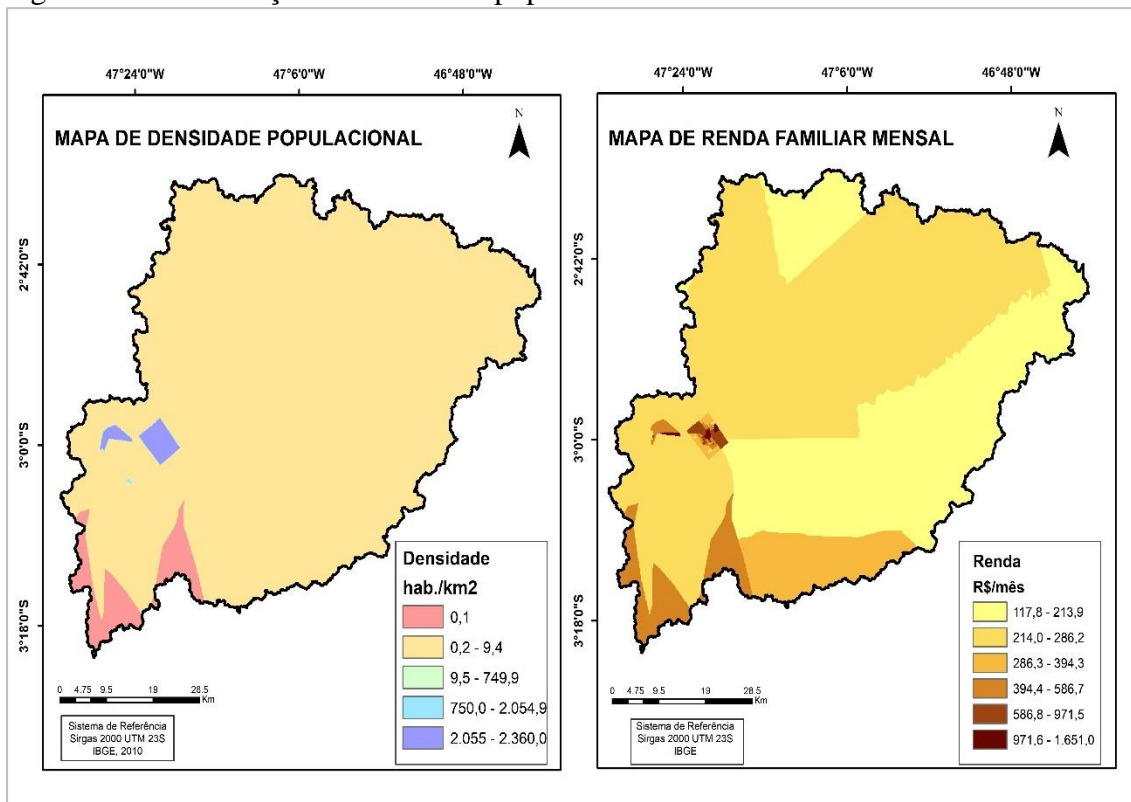 47°24'0"W 47°6'0"W 46°48'0"W
MAPA DE DENSIDADE POPULACIONAL
N
2°42'0"S
3°0'0"S
3°18'0"S
Densidade
hab./km2
0,1
0,2 - 9,4
9,5 - 749,9
750,0 - 2.054,9
2.055 - 2.360,0
0 4.75 9.5 19 28.5
Km
Sistema de Referência
Sirgas 2000 UTM 23S
IBGE, 2010
47°24'0"W 47°6'0"W 46°48'0"W
MAPA DE RENDA FAMILIAR MENSAL
N
2°42'0"S
3°0'0"S
3°18'0"S
Renda
R$/mês
117,8 - 213,9
214,0 - 286,2
286,3 - 394,3
394,4 - 586,7
586,8 - 971,5
971,6 - 1.651,0
0 4.75 9.5 19 28.5
Km
Sistema de Referência
Sirgas 2000 UTM 23S
IBGE